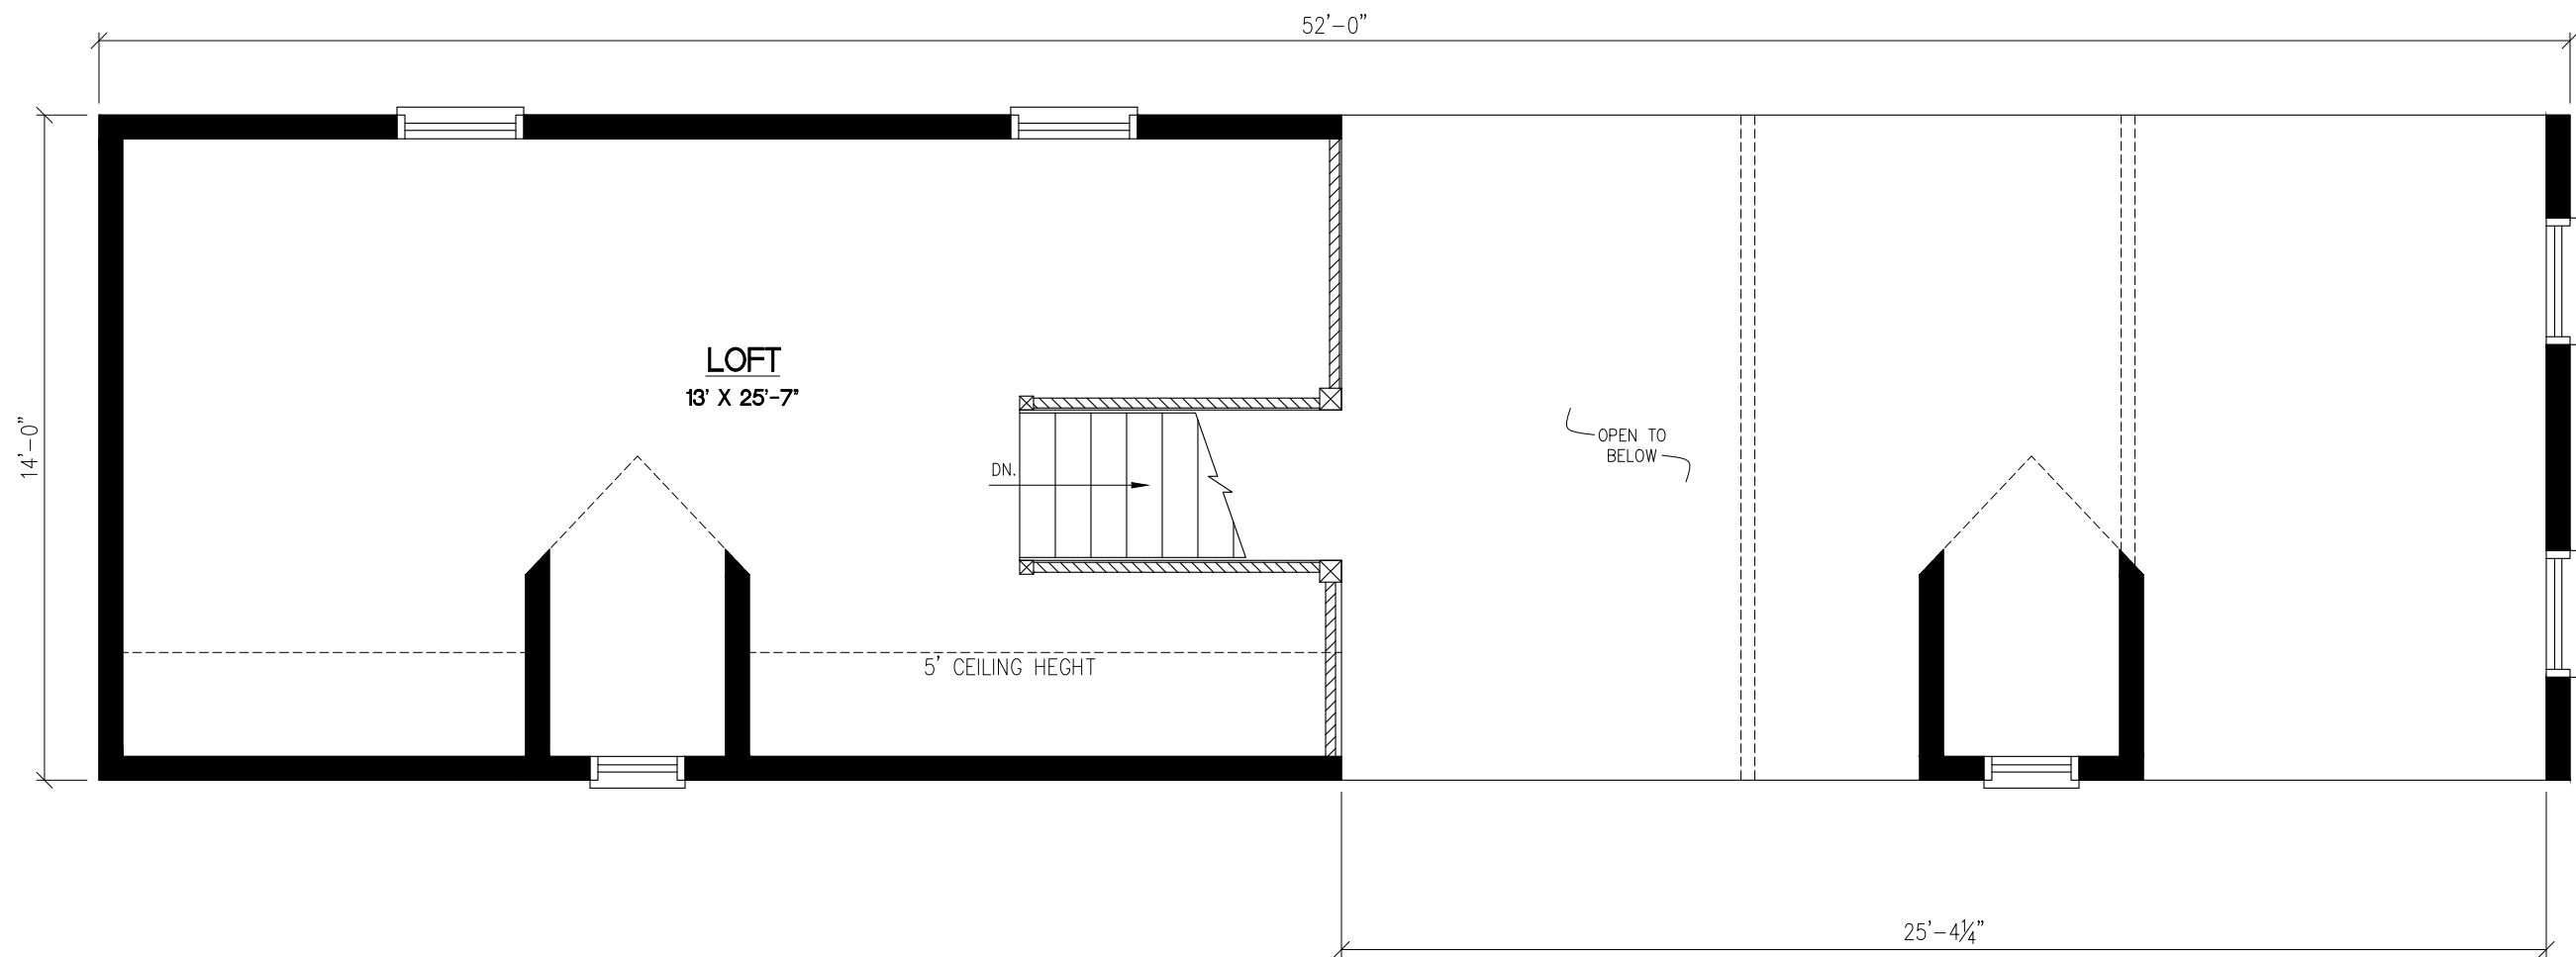 52'-0"
14'-0"
LOFT
13' X 25'-7"
DN.
OPEN TO
BELOW
5' CEILING HEGHT
25'-4¼"